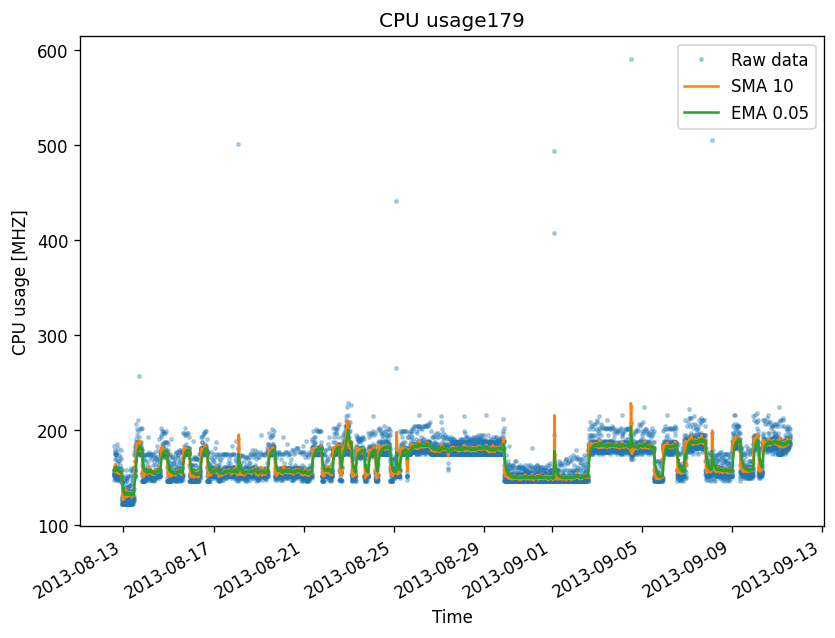 CPU usage179
600
500
400
300
200
100
CPU usage [MHZ]
Raw data
SMA 10
EMA 0.05
2013-08-13
2013-08-17
2013-08-21
2013-08-25
2013-08-29
2013-09-01
2013-09-05
2013-09-09
2013-09-13
Time